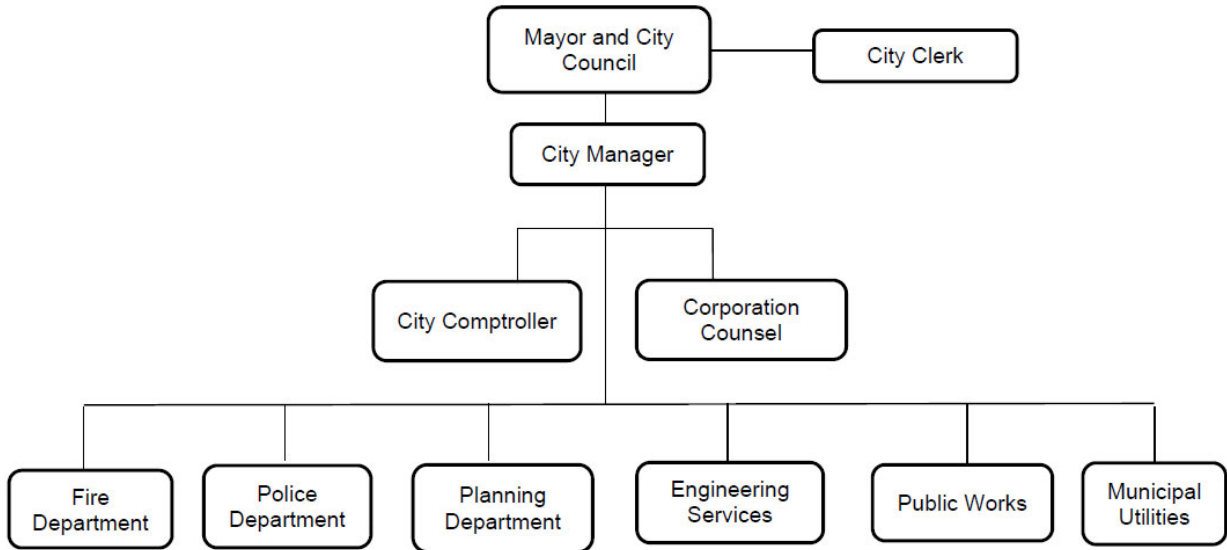 Mayor and City
Council
City Clerk
City Manager
City Comptroller
Corporation
Counsel
Fire
Department
Police
Department
Planning
Department
Engineering
Services
Public Works
Municipal
Utilities